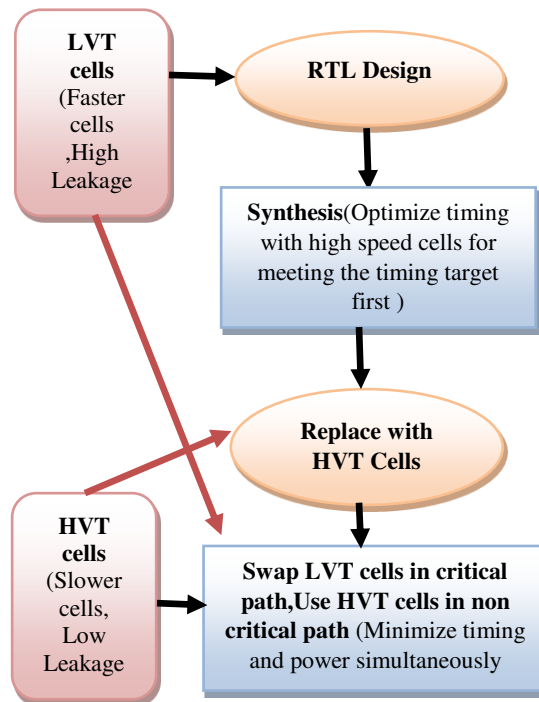 LVT
cells
(Faster
cells
,High
Leakage
RTL Design
Synthesis(Optimize timing
with high speed cells for
meeting the timing target
first )
Replace with
HVT Cells
HVT
cells
(Slower
cells,
Low
Leakage
Swap LVT cells in critical
path,Use HVT cells in non
critical path (Minimize timing
and power simultaneously